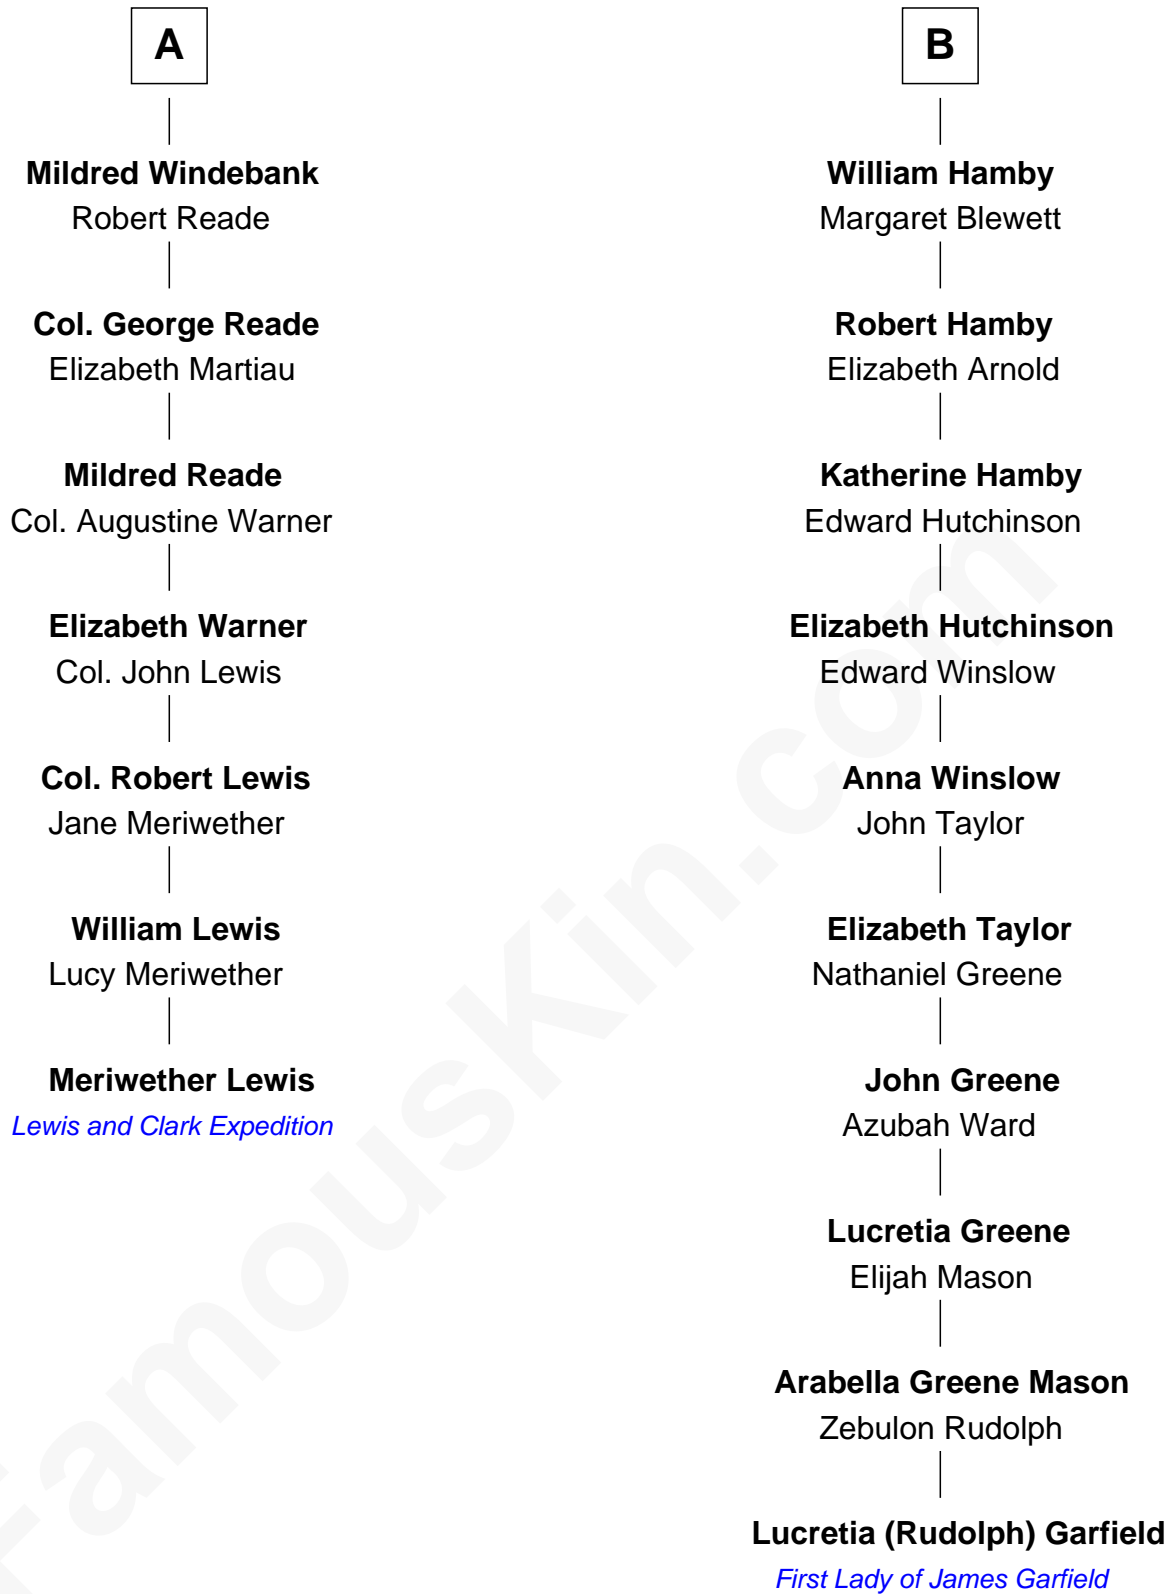 A
Mildred Windebank
Robert Reade
Col. George Reade
Elizabeth Martiau
Mildred Reade
Col. Augustine Warner
Elizabeth Warner
Col. John Lewis
Col. Robert Lewis
Jane Meriwether
William Lewis
Lucy Meriwether
Meriwether Lewis
Lewis and Clark Expedition
B
William Hamby
Margaret Blewett
Robert Hamby
Elizabeth Arnold
Katherine Hamby
Edward Hutchinson
Elizabeth Hutchinson
Edward Winslow
Anna Winslow
John Taylor
Elizabeth Taylor
Nathaniel Greene
John Greene
Azubah Ward
Lucretia Greene
Elijah Mason
Arabella Greene Mason
Zebulon Rudolph
Lucretia (Rudolph) Garfield
First Lady of James Garfield
FamousKin.com